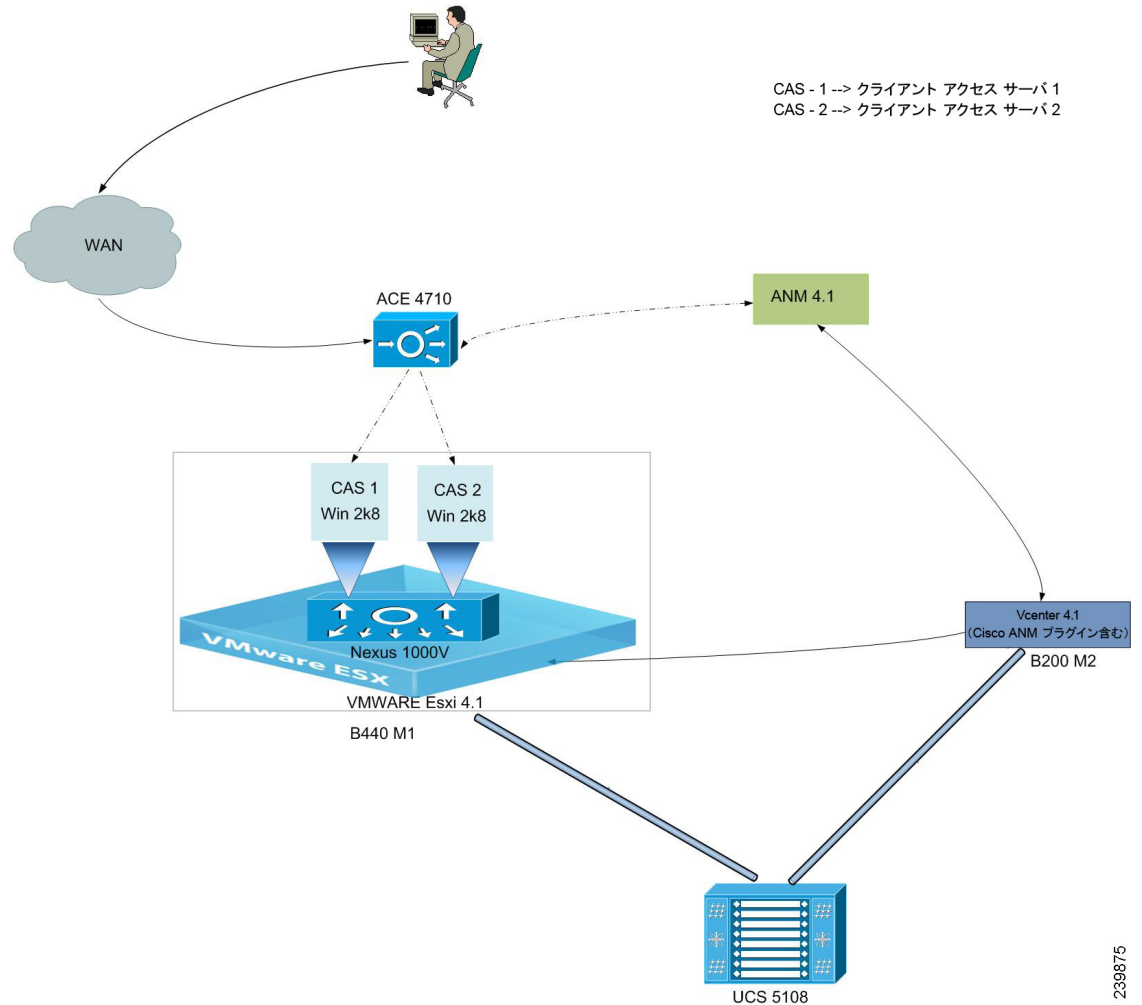 CAS - 1 --> クライアント アクセス サーバ 1
CAS - 2 --> クライアント アクセス サーバ 2
WAN
ACE 4710
ANM 4.1
CAS 1
Win 2k8
CAS 2
Win 2k8
Nexus 1000V
VMware ESX
VMWARE Esxi 4.1
B440 M1
Vcenter 4.1
(Cisco ANM プラグイン含む)
B200 M2
UCS 5108
239875